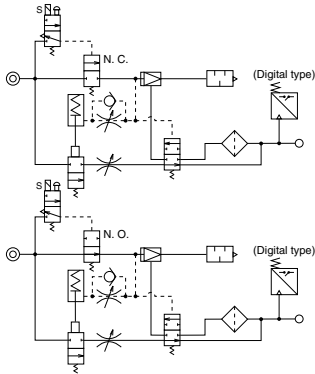 S
N. C.
(Digital type)
S
N. O.
(Digital type)